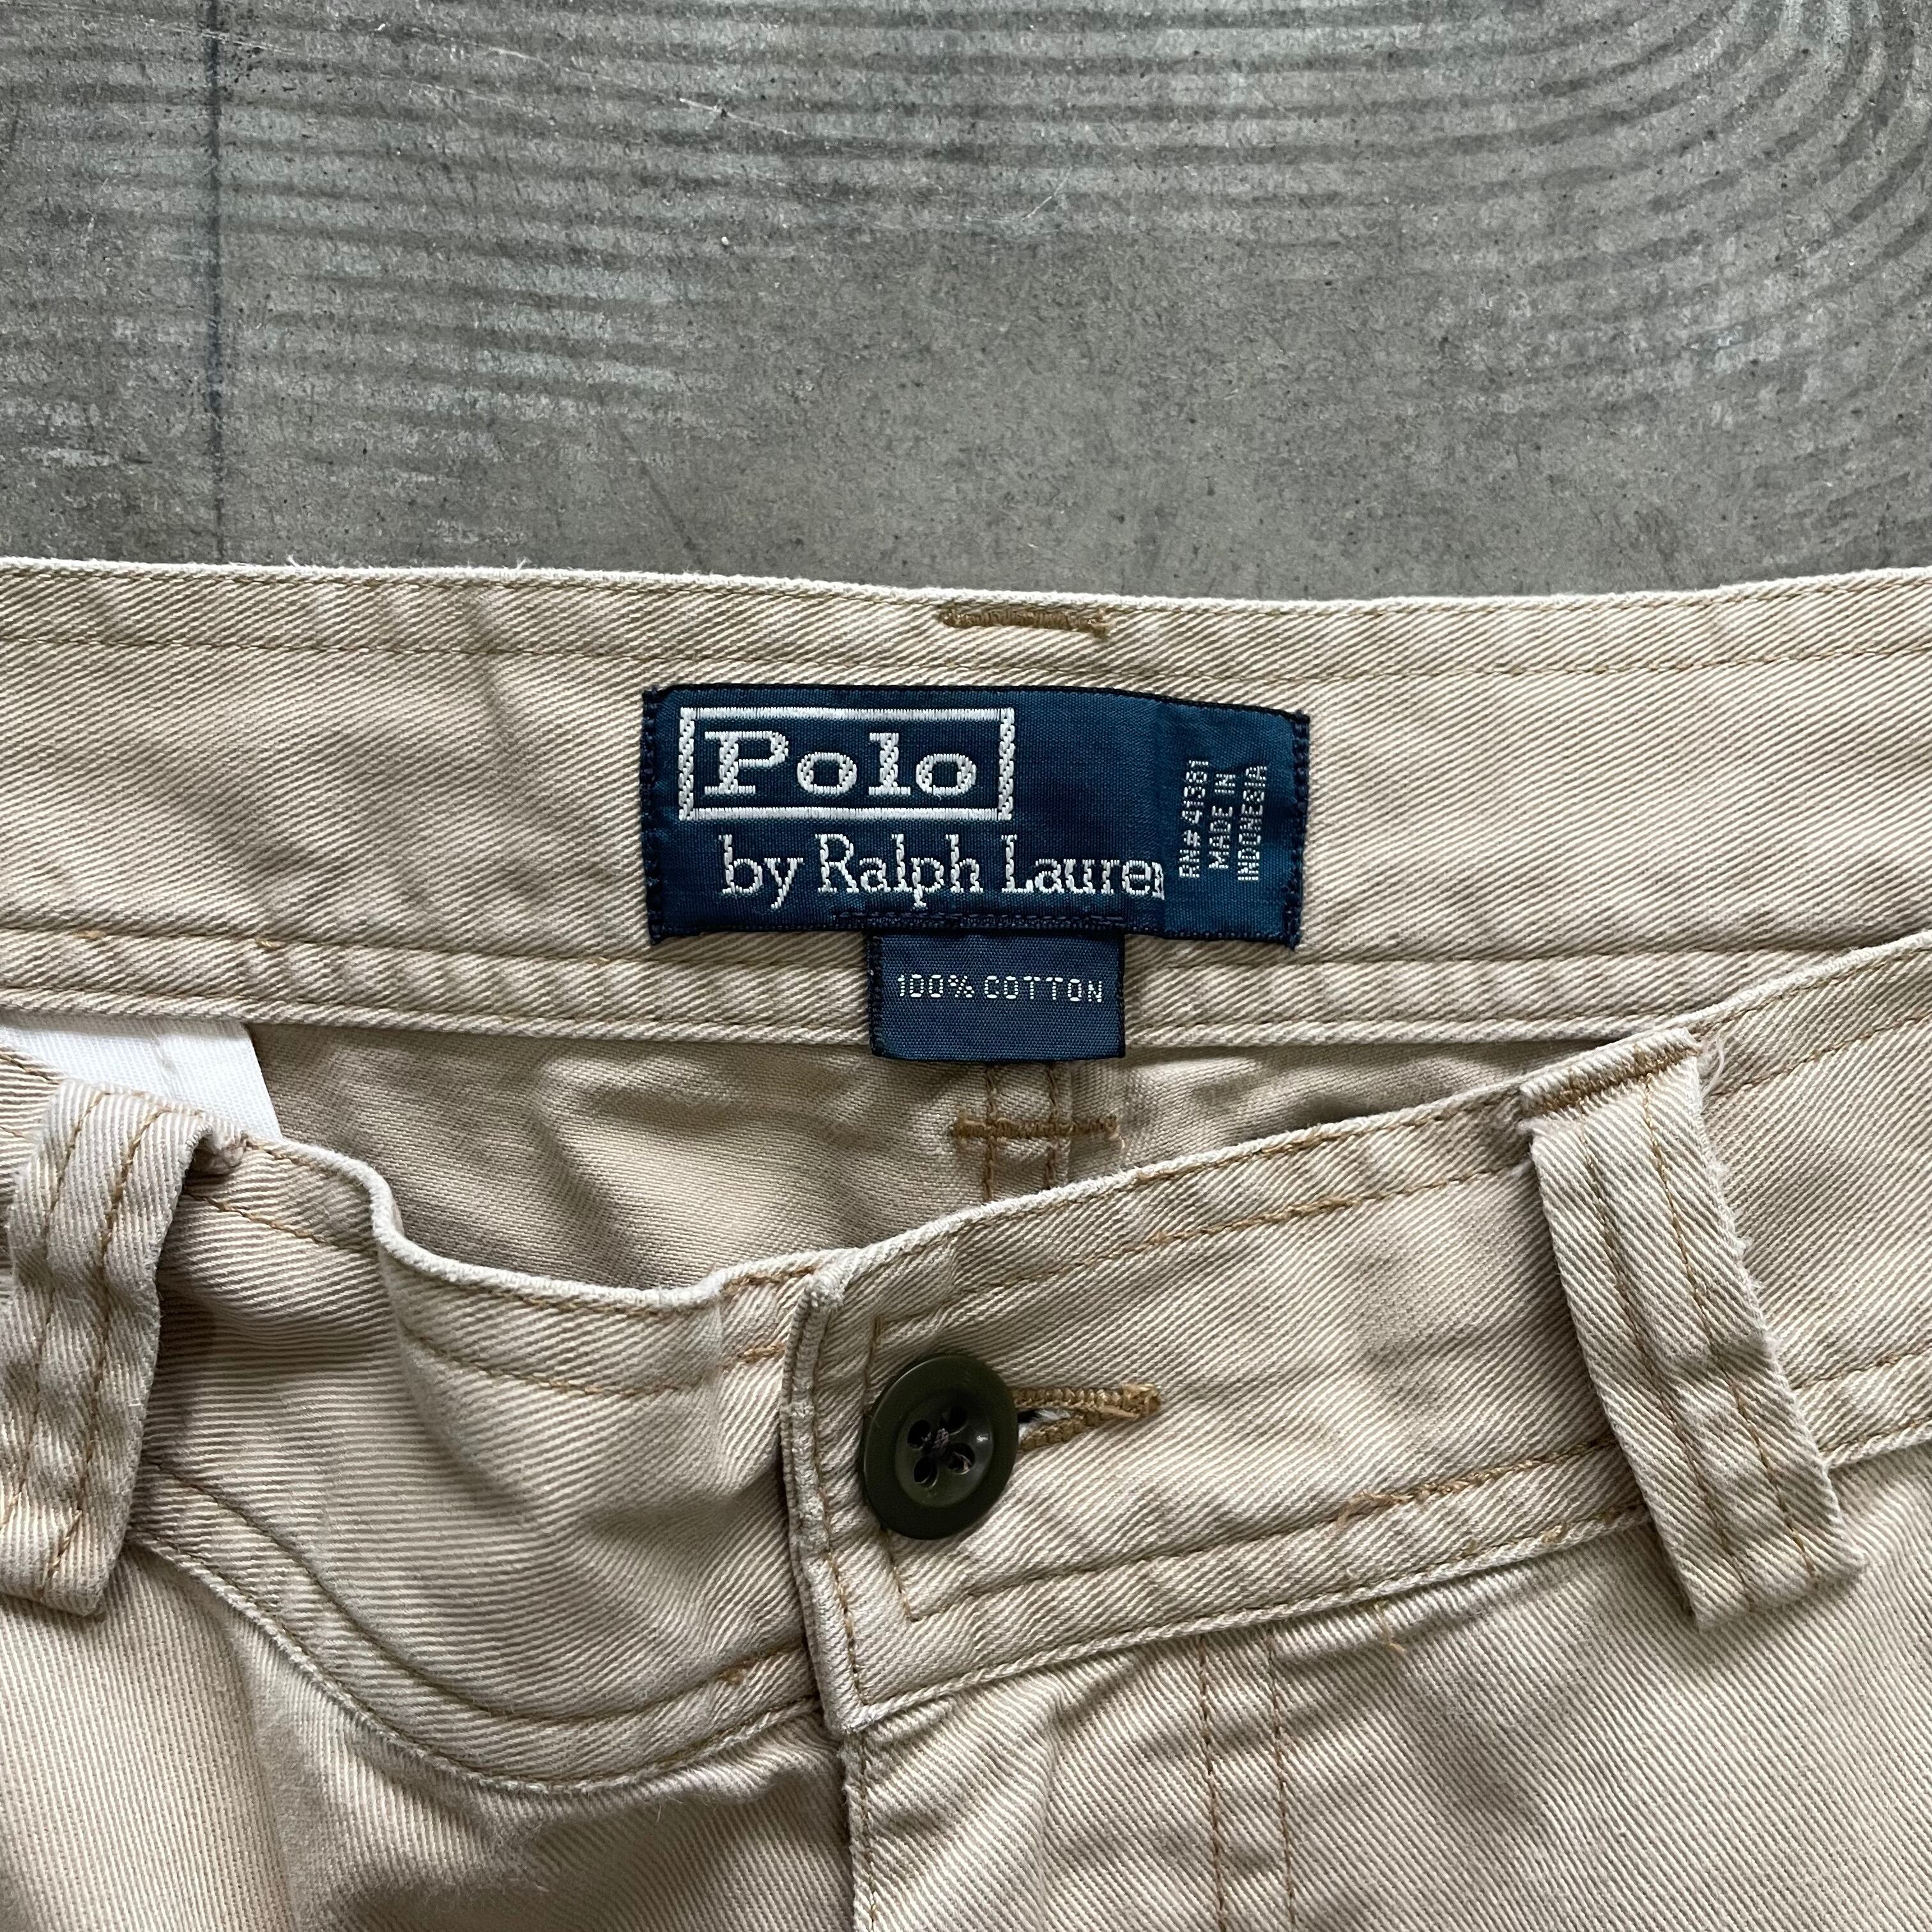 Polo
by Ralph Lauren
RN# 41381
MADE IN
INDONESIA
100% COTTON